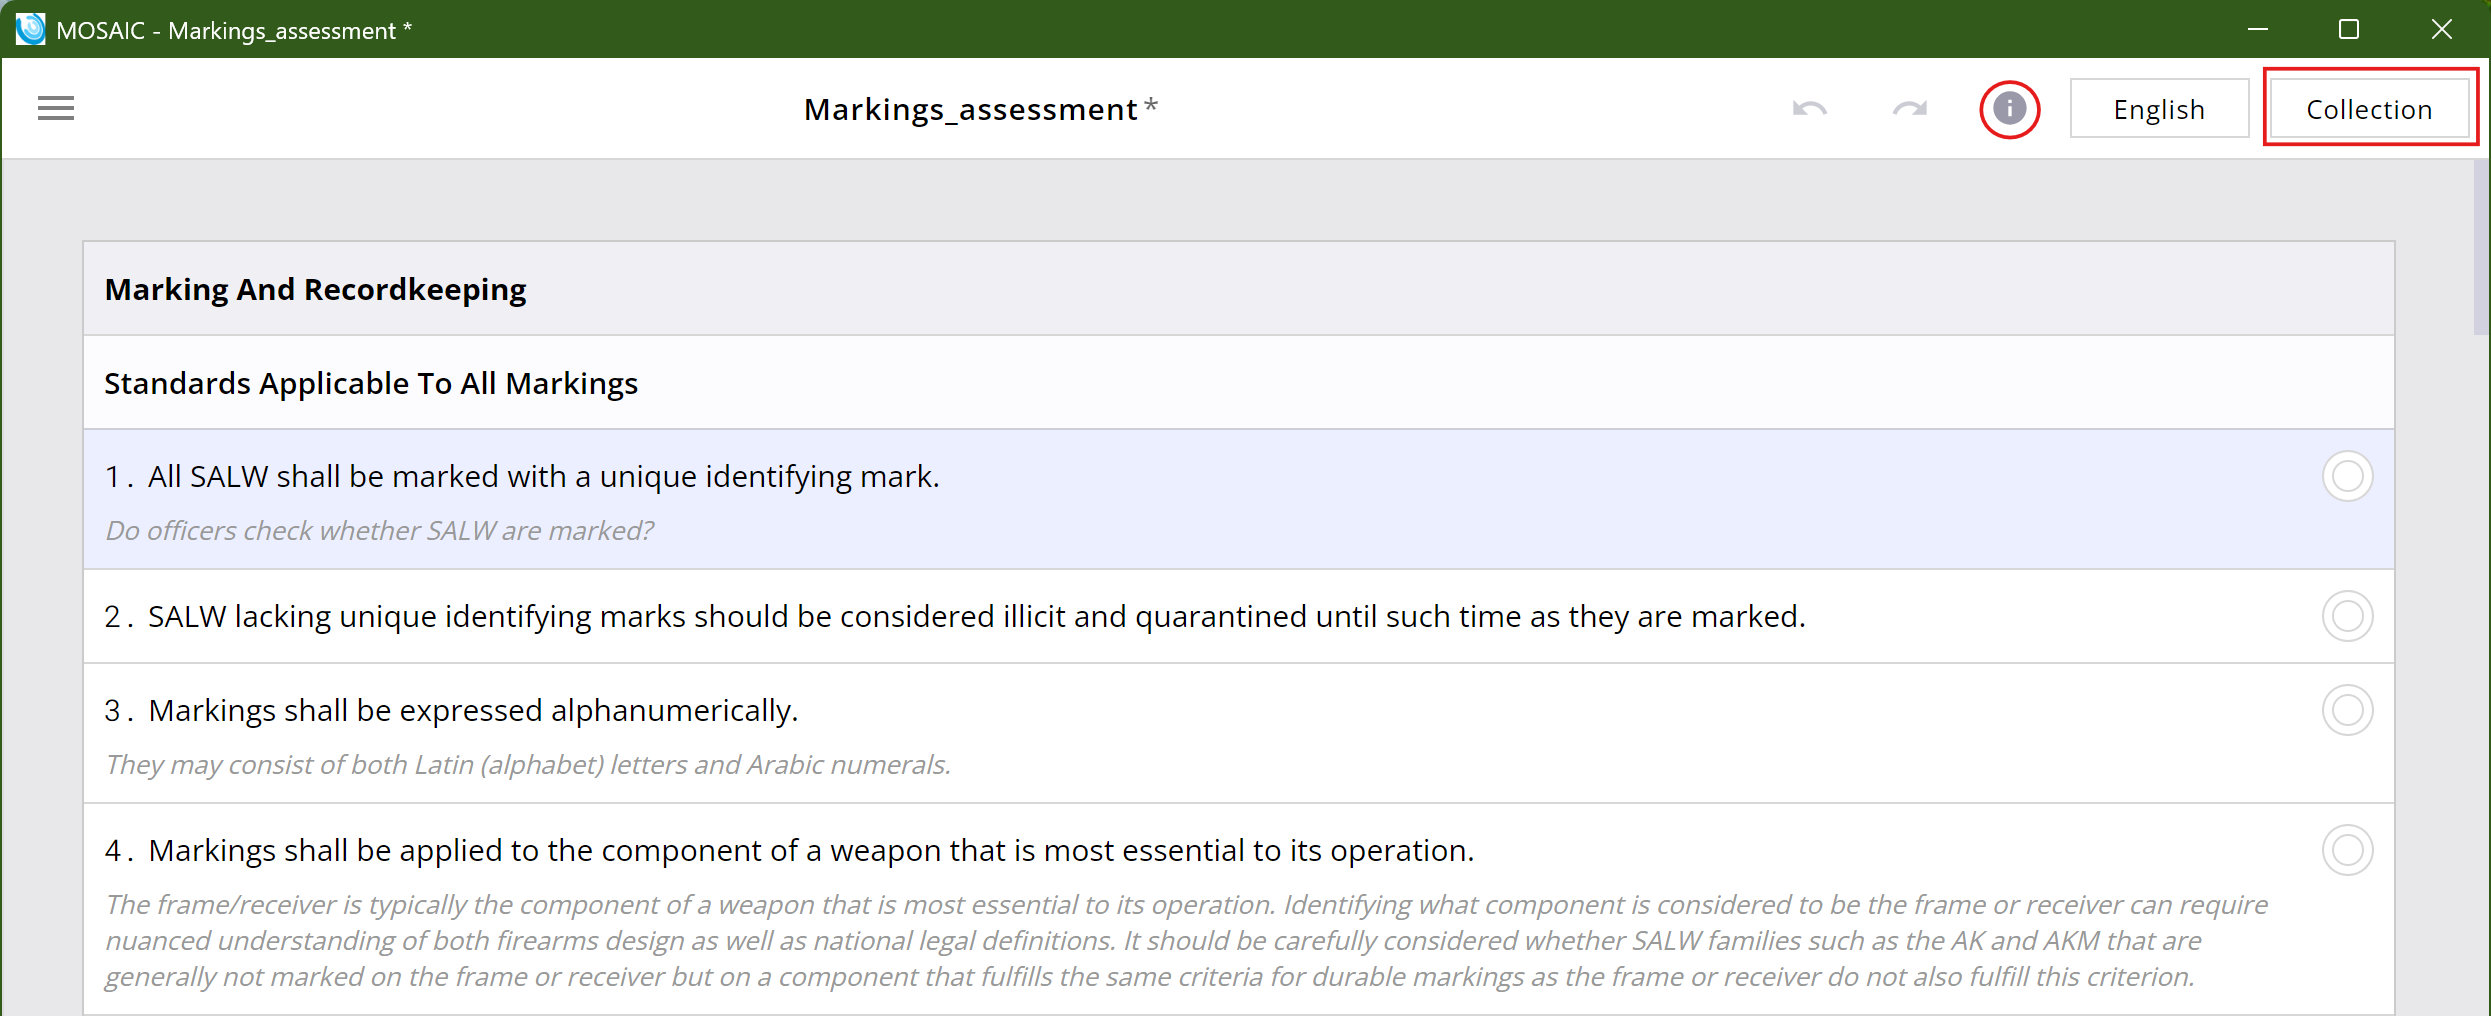 MOSAIC - Markings_assessment *
Markings_assessment *
English
Collection
Marking And Recordkeeping
Standards Applicable To All Markings
1. All SALW shall be marked with a unique identifying mark.
Do officers check whether SALW are marked?
2. SALW lacking unique identifying marks should be considered illicit and quarantined until such time as they are marked.
3. Markings shall be expressed alphanumerically.
They may consist of both Latin (alphabet) letters and Arabic numerals.
4. Markings shall be applied to the component of a weapon that is most essential to its operation.
The frame/receiver is typically the component of a weapon that is most essential to its operation. Identifying what component is considered to be the frame or receiver can require
nuanced understanding of both firearms design as well as national legal definitions. It should be carefully considered whether SALW families such as the AK and AKM that are
generally not marked on the frame or receiver but on a component that fulfills the same criteria for durable markings as the frame or receiver do not also fulfill this criterion.